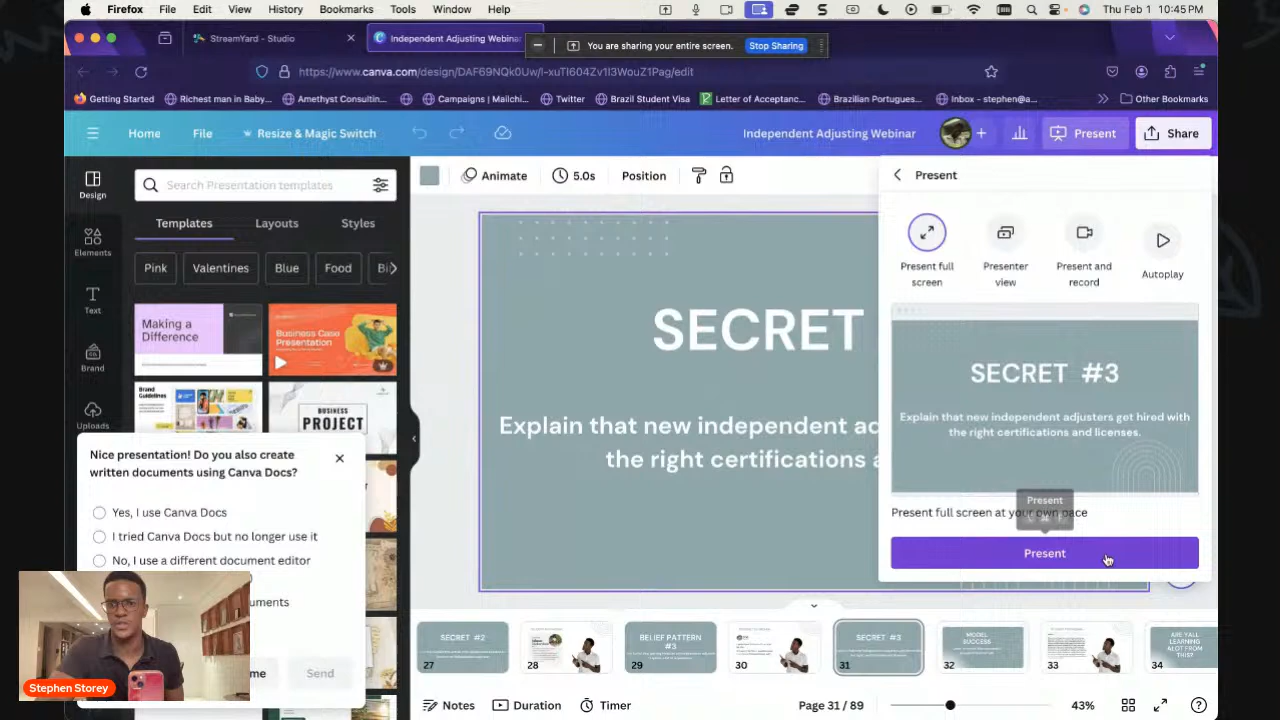 Firefox File Edit View History Bookmarks Tools Window Help Thu Feb 1 10:45 PM
StreamYard - Studio
Independent Adjusting Webinar
You are sharing your entire screen. Stop Sharing
https://www.canva.com/design/DAF69NQk0Uw/l-xuTI604Zv1l3WouZ1Pag/edit
Getting Started Richest man in Baby... Amethyst Consultin... Campaigns | Mailchi... Twitter Brazil Student Visa Letter of Acceptanc... Brazilian Portugues... Inbox - stephen@a... Other Bookmarks
Home File Resize & Magic Switch Independent Adjusting Webinar Present Share
Design
Elements
Text
Brand
Uploads
Search Presentation templates
Templates Layouts Styles
Pink Valentines Blue Food
Making a
Difference
Business Case
Presentation
Brand
Guidelines
BUSINESS
PROJECT
Animate 5.0s Position
SECRET
Explain that new independent
the right certifications
Present
Present full
screen
Presenter
view
Present and
record
Autoplay
SECRET #3
Explain that new independent adjusters get hired with
the right certifications and licenses.
Present
Present full screen at your own pace
Present
Nice presentation! Do you also create
written documents using Canva Docs?
Yes, I use Canva Docs
I tried Canva Docs but no longer use it
No, I use a different document editor
Send
Stephen Storey
SECRET #2
27
28
BELIEF PATTERN
#3
29
30
SECRET #3
31
MODEL
SUCCESS
32
33
ARE YALL
LEARNING
ALOT FROM
THIS?
34
Notes Duration Timer Page 31 / 89 43%